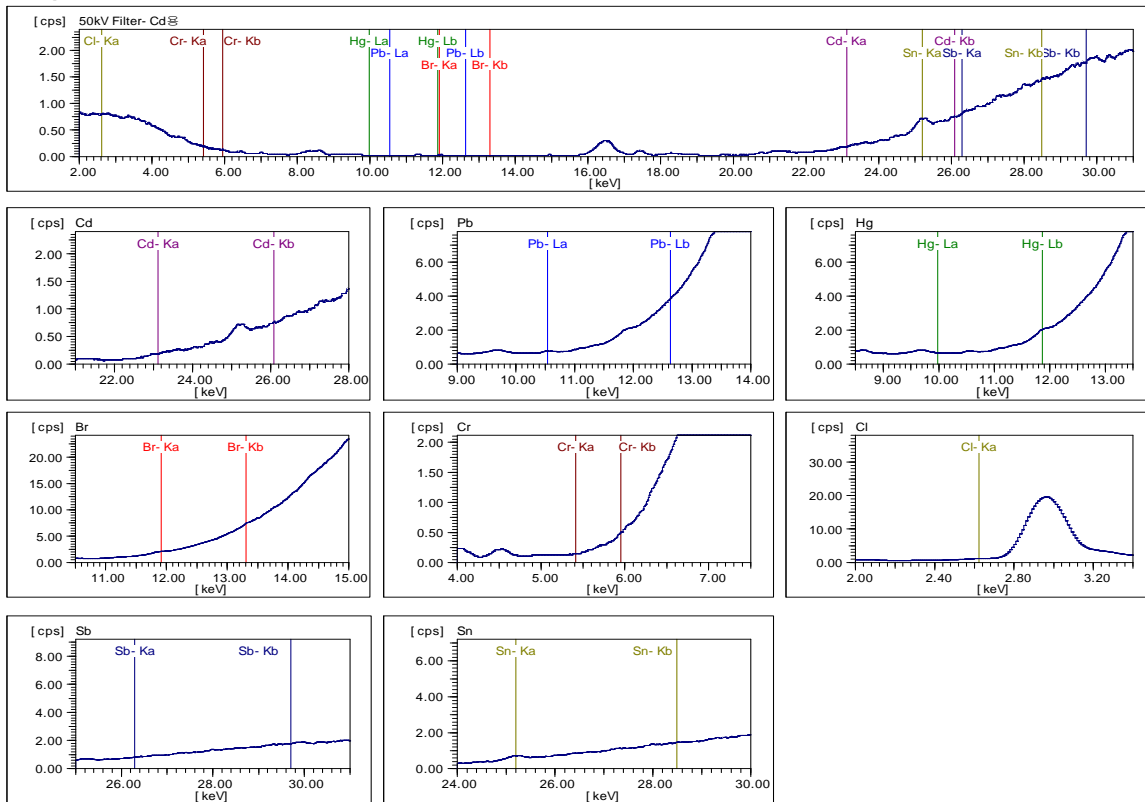 [cps] 50kV Filter- Cd용
Cl-Ka Cr-Ka Cr-Kb Hg-La Hg-Lb Cd-Ka Cd-Kb
Pb-La Pb-Lb Sn-Ka Sb-Ka Sn-Kb Sb-Kb
Br-Ka Br-Kb
2.00
1.50
1.00
0.50
0.00
2.00 4.00 6.00 8.00 10.00 12.00 14.00 16.00 18.00 20.00 22.00 24.00 26.00 28.00 30.00
[keV]
[cps] Cd
Cd-Ka Cd-Kb
2.00
1.50
1.00
0.50
0.00
22.00 24.00 26.00 28.00
[keV]
[cps] Pb
Pb-La Pb-Lb
6.00
4.00
2.00
0.00
9.00 10.00 11.00 12.00 13.00 14.00
[keV]
[cps] Hg
Hg-La Hg-Lb
6.00
4.00
2.00
0.00
9.00 10.00 11.00 12.00 13.00
[keV]
[cps] Br
Br-Ka Br-Kb
20.00
15.00
10.00
5.00
0.00
11.00 12.00 13.00 14.00 15.00
[keV]
[cps] Cr
Cr-Ka Cr-Kb
2.00
1.50
1.00
0.50
0.00
4.00 5.00 6.00 7.00
[keV]
[cps] Cl
Cl-Ka
30.00
20.00
10.00
0.00
2.00 2.40 2.80 3.20
[keV]
[cps] Sb
Sb-Ka Sb-Kb
8.00
6.00
4.00
2.00
0.00
26.00 28.00 30.00
[keV]
[cps] Sn
Sn-Ka Sn-Kb
6.00
4.00
2.00
0.00
24.00 25.00 26.00 27.00 28.00 29.00 30.00
[keV]